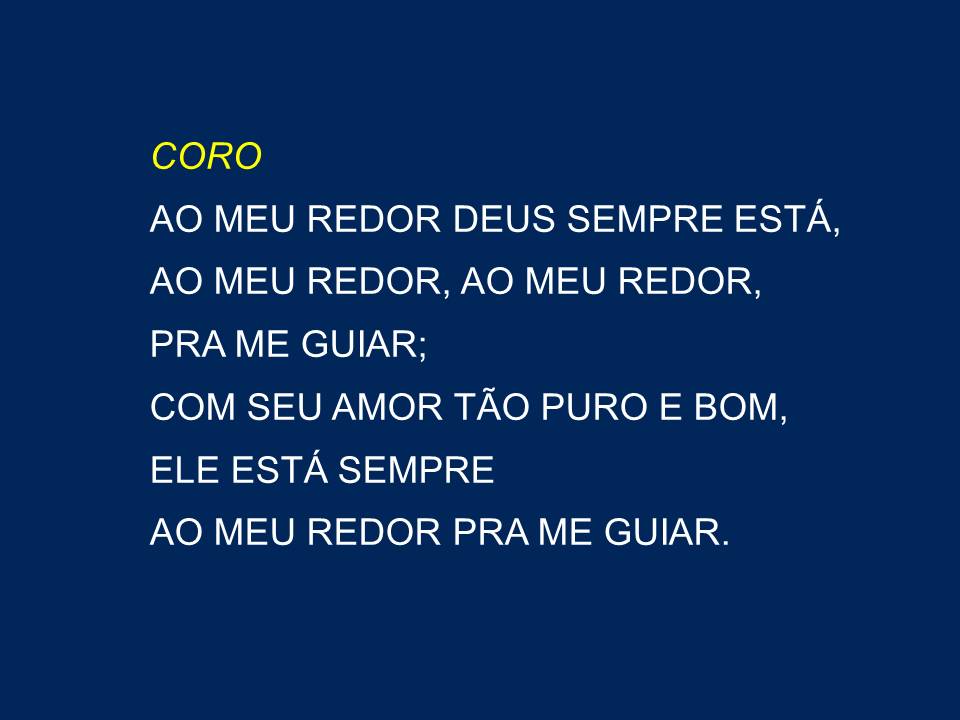 CORO
AO MEU REDOR DEUS SEMPRE ESTÁ,
AO MEU REDOR, AO MEU REDOR,
PRA ME GUIAR;
COM SEU AMOR TÃO PURO E BOM,
ELE ESTÁ SEMPRE
AO MEU REDOR PRA ME GUIAR.